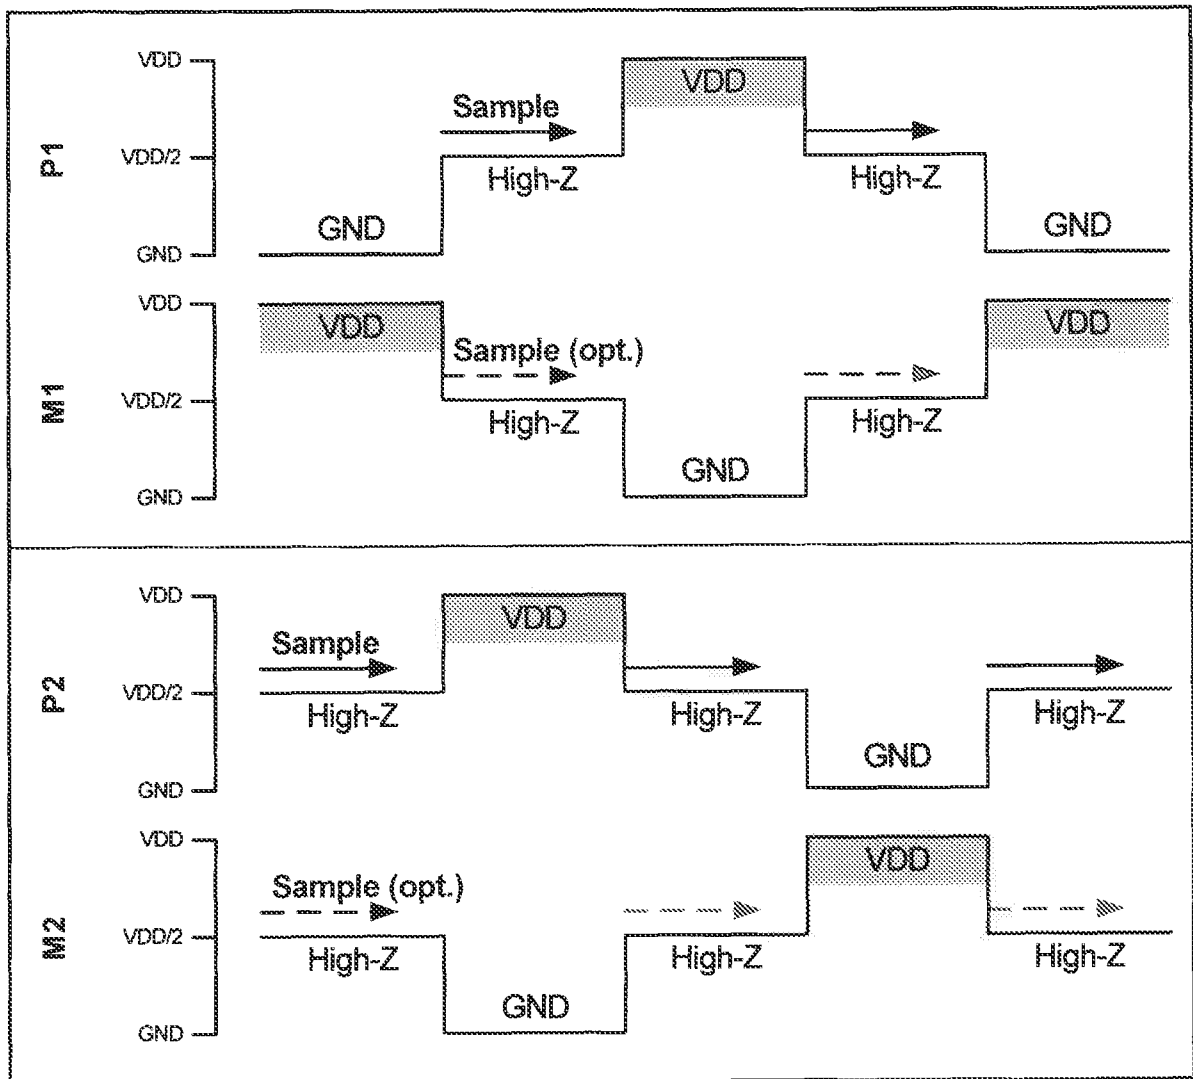 VDD
VDD
Sample
P1
VDD/2
High-Z
High-Z
GND
GND
GND
VDD
VDD
VDD
Sample (opt.)
M1
VDD/2
High-Z
High-Z
GND
GND
VDD
VDD
Sample
P2
VDD/2
High-Z
High-Z
High-Z
GND
GND
VDD
VDD
Sample (opt.)
M2
VDD/2
High-Z
High-Z
High-Z
GND
GND